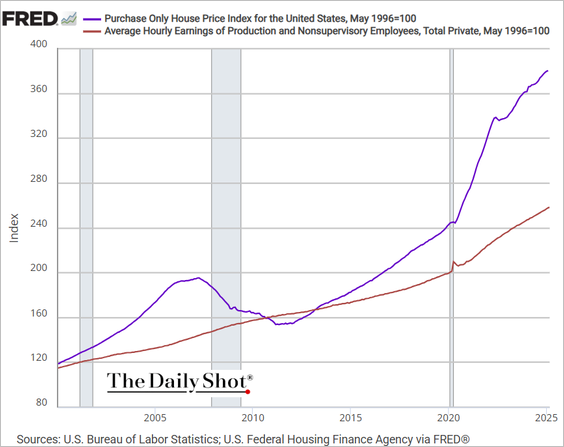 FRED
Purchase Only House Price Index for the United States, May 1996=100
Average Hourly Earnings of Production and Nonsupervisory Employees, Total Private, May 1996=100
400
360
320
280
240
200
160
120
80
Index
The Daily Shot®
2005
2010
2015
2020
2025
Sources: U.S. Bureau of Labor Statistics; U.S. Federal Housing Finance Agency via FRED®